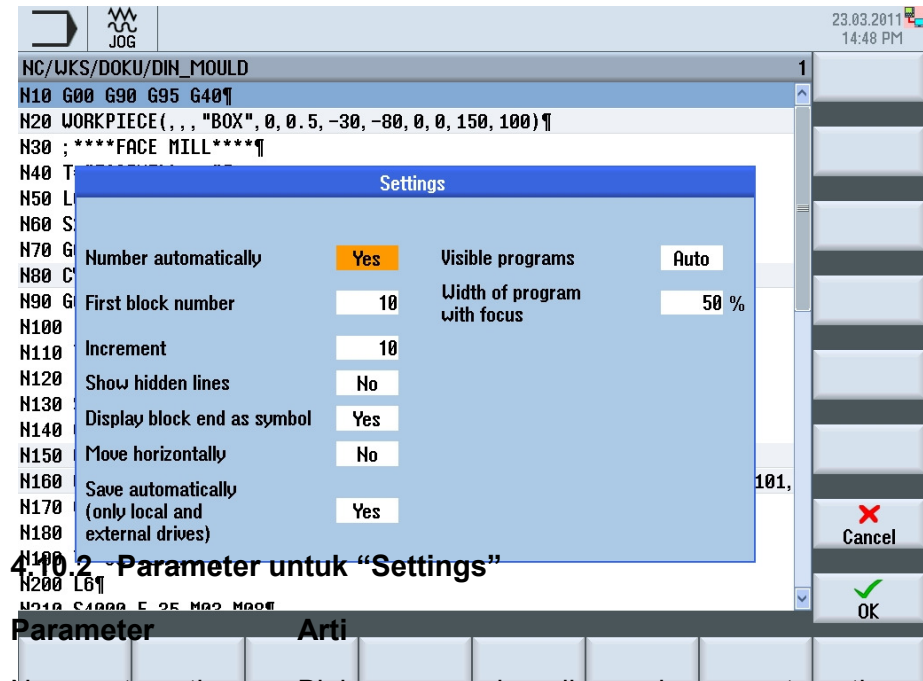 23.03.2011
14:48 PM
JOG
NC/WKS/DOKU/DIN_MOULD 1
N10 G00 G90 G95 G40¶
N20 WORKPIECE(,,,"BOX",0,0.5,-30,-80,0,0,150,100)¶
N30 ;****FACE MILL****¶
N40
N50
N60
N70
N80
N90
N100
N110
N120
N130
N140
N150
N160 101,
N170
N180
N190
N200 L6¶
Settings
Number automatically Yes
First block number 10
Increment 10
Show hidden lines No
Display block end as symbol Yes
Move horizontally No
Save automatically
(only local and
external drives) Yes
Visible programs Auto
Width of program
with focus 50 %
Cancel
OK
4.10.2 Parameter untuk “Settings”
Parameter Arti